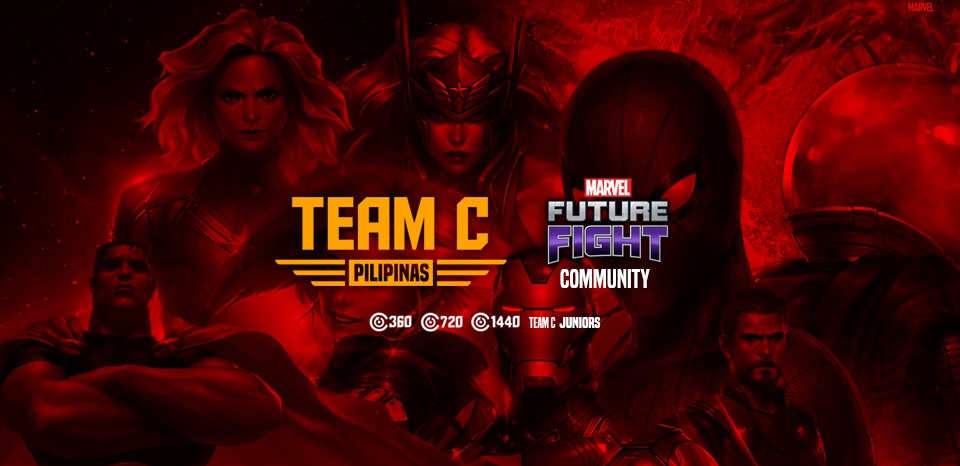 MARVEL
TEAM C
PILIPINAS
MARVEL
FUTURE
FIGHT
COMMUNITY
360 720 1440 TEAM C JUNIORS